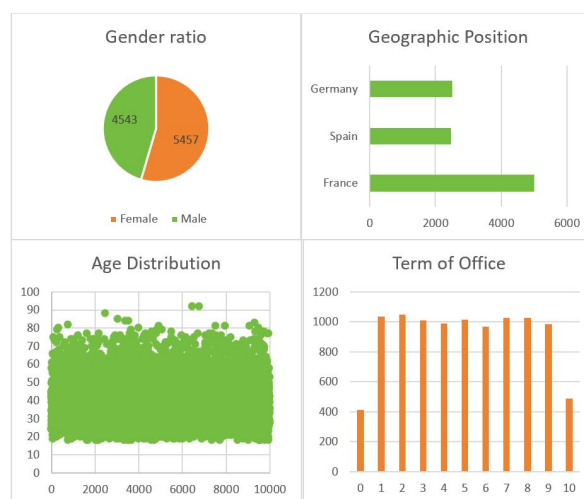 Gender ratio
4543
5457
Female Male
Geographic Position
Germany
Spain
France
0 2000 4000 6000
Age Distribution
100
90
80
70
60
50
40
30
20
10
0
0 2000 4000 6000 8000 10000
Term of Office
1200
1000
800
600
400
200
0
0 1 2 3 4 5 6 7 8 9 10